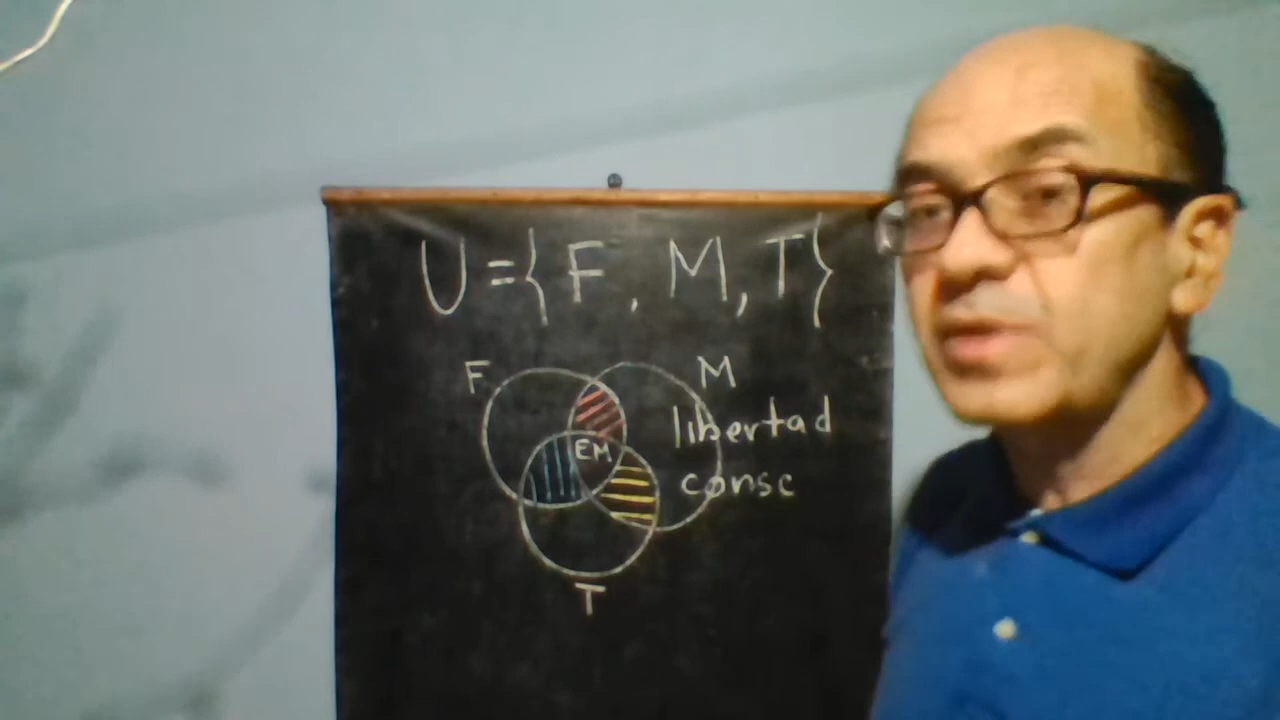 U = { F, M, T }
F
M
libertad
EM
consc
T